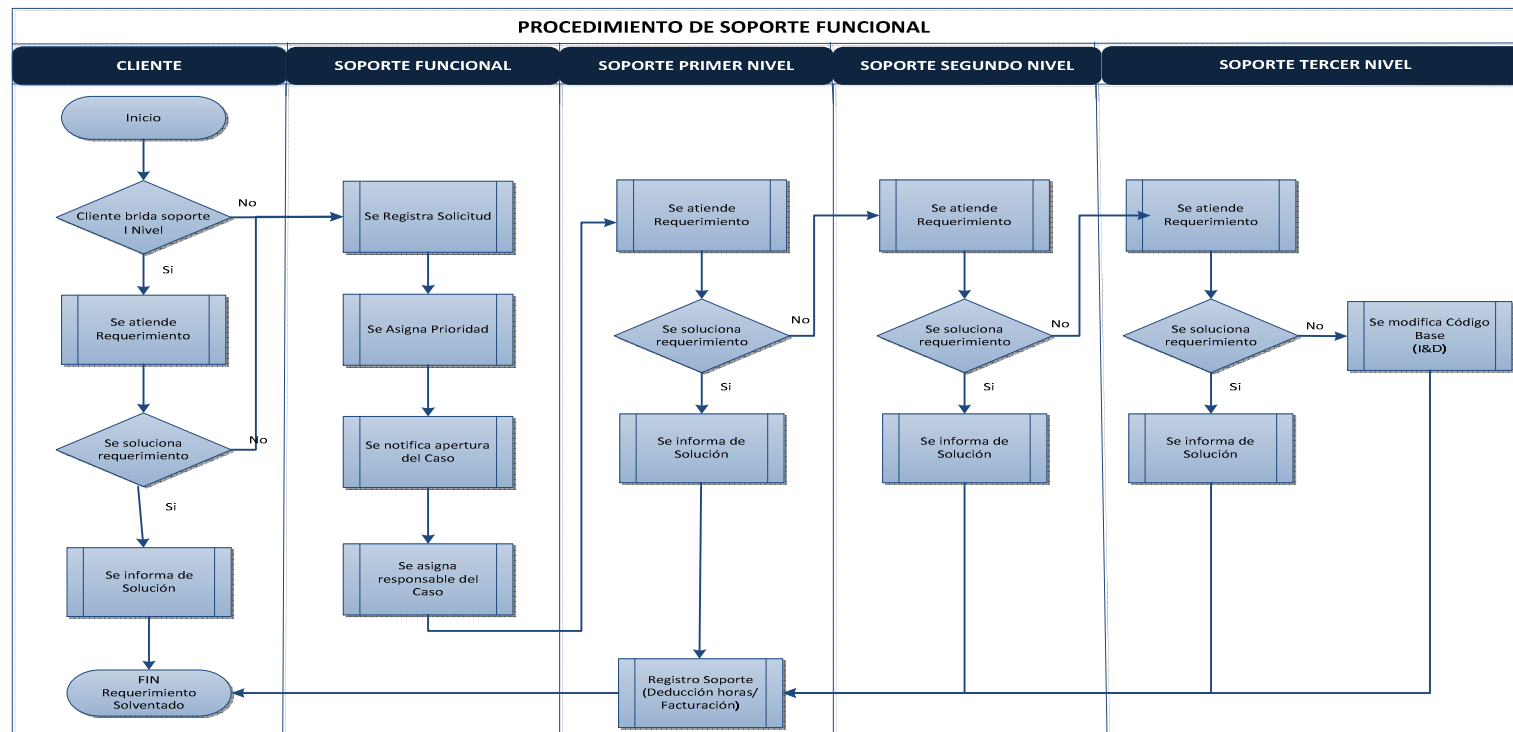 PROCEDIMIENTO DE SOPORTE FUNCIONAL
CLIENTE
SOPORTE FUNCIONAL
SOPORTE PRIMER NIVEL
SOPORTE SEGUNDO NIVEL
SOPORTE TERCER NIVEL
Inicio
Cliente brida soporte
I Nivel
No
Si
Se atiende
Requerimiento
Se soluciona
requerimiento
No
Si
Se informa de
Solución
FIN
Requerimiento
Solventado
Se Registra Solicitud
Se Asigna Prioridad
Se notifica apertura
del Caso
Se asigna
responsable del
Caso
Se atiende
Requerimiento
Se soluciona
requerimiento
No
Si
Se informa de
Solución
Registro Soporte
(Deducción horas/
Facturación)
Se atiende
Requerimiento
Se soluciona
requerimiento
No
Si
Se informa de
Solución
Se atiende
Requerimiento
Se soluciona
requerimiento
No
Si
Se informa de
Solución
Se modifica Código
Base
(I&D)